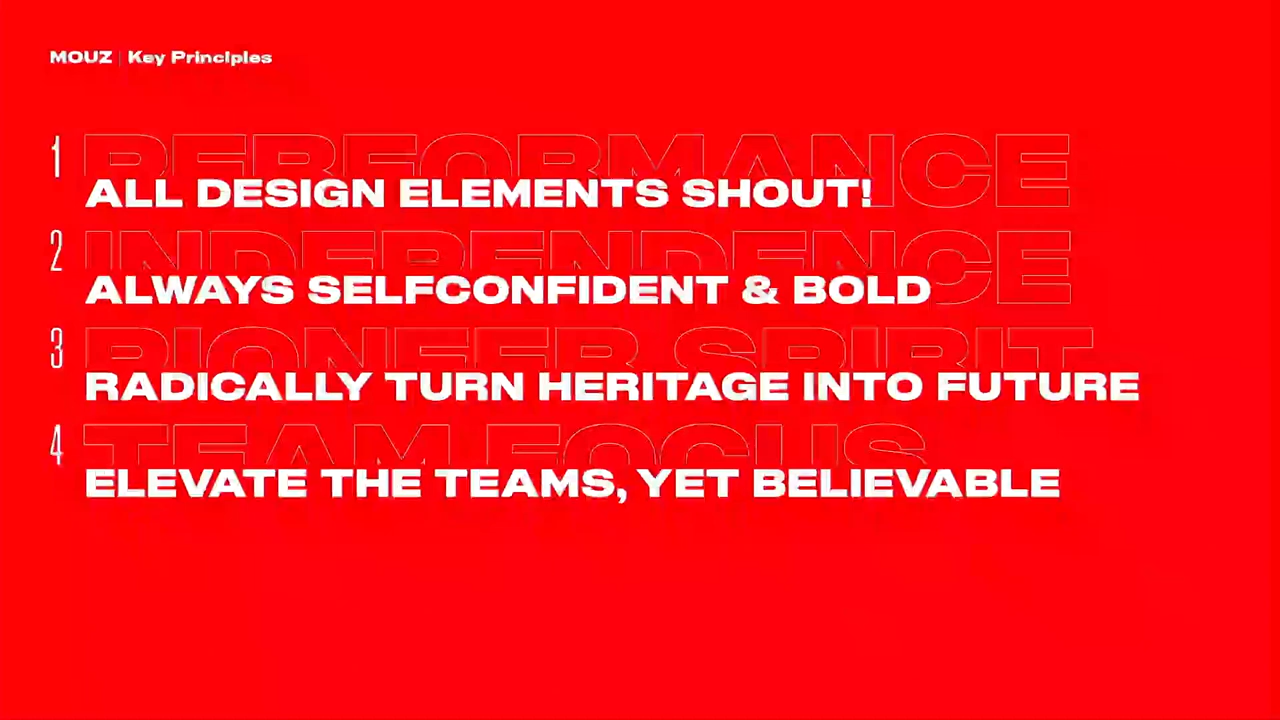 MOUZ | Key Principles
1 PERFORMANCE
ALL DESIGN ELEMENTS SHOUT!
2 INDEPENDENCE
ALWAYS SELFCONFIDENT & BOLD
3 PIONEER SPIRIT
RADICALLY TURN HERITAGE INTO FUTURE
4 TEAM FOCUS
ELEVATE THE TEAMS, YET BELIEVABLE